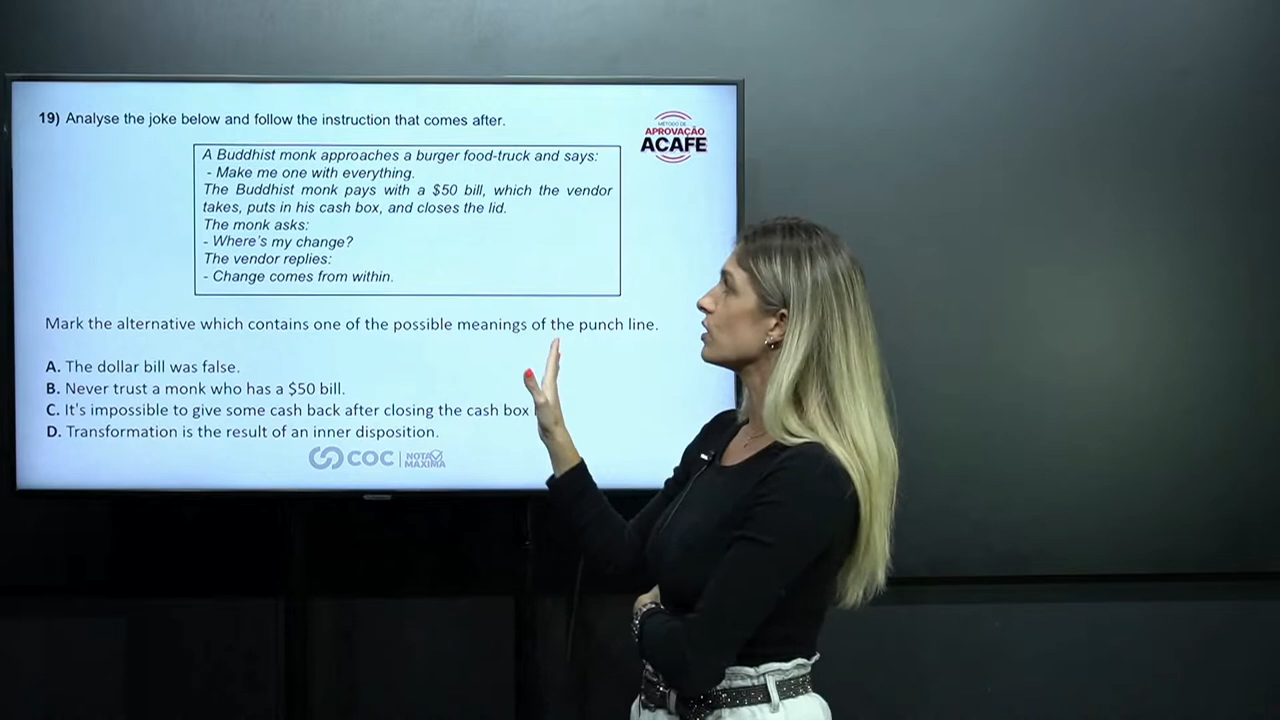 19) Analyse the joke below and follow the instruction that comes after.
MÉTODO DE
APROVAÇÃO
ACAFE
A Buddhist monk approaches a burger food-truck and says:
- Make me one with everything.
The Buddhist monk pays with a $50 bill, which the vendor
takes, puts in his cash box, and closes the lid.
The monk asks:
- Where's my change?
The vendor replies:
- Change comes from within.
Mark the alternative which contains one of the possible meanings of the punch line.
A. The dollar bill was false.
B. Never trust a monk who has a $50 bill.
C. It's impossible to give some cash back after closing the cash box
D. Transformation is the result of an inner disposition.
COC | NOTA
MÁXIMA